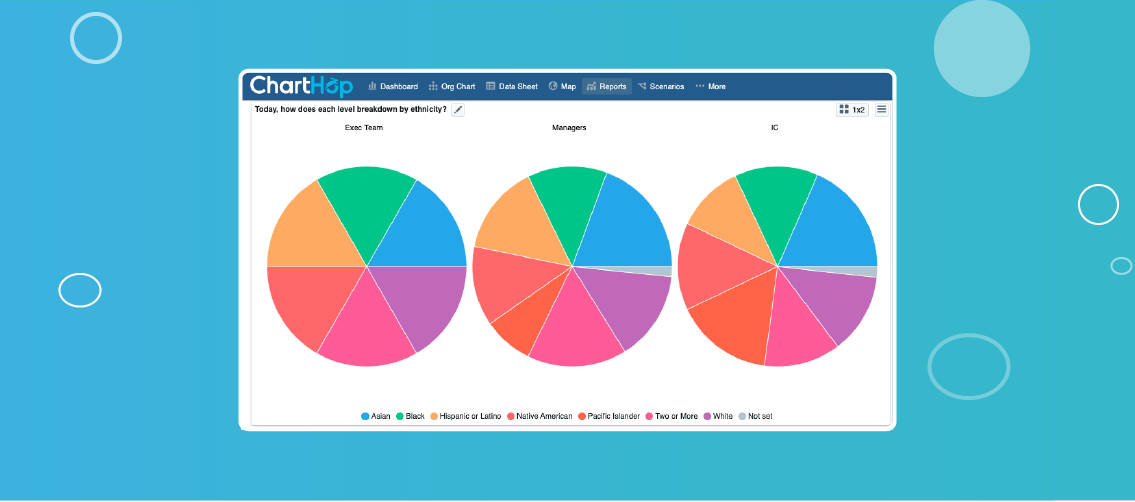 ChartHop Dashboard Org Chart Data Sheet Map Reports Scenarios More
Today, how does each level breakdown by ethnicity? 1x2
Exec Team Managers IC
Asian Black Hispanic or Latino Native American Pacific Islander Two or More White Not set